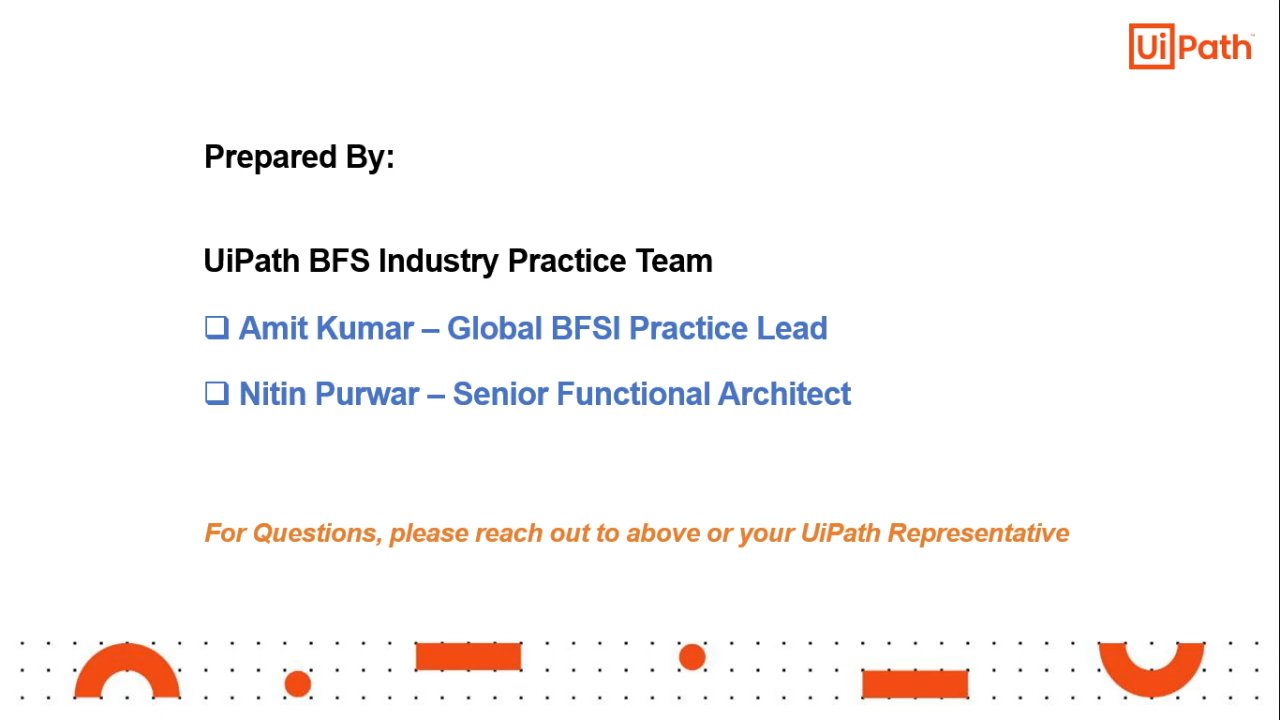 UiPath™
Prepared By:
UiPath BFS Industry Practice Team
❑ Amit Kumar – Global BFSI Practice Lead
❑ Nitin Purwar – Senior Functional Architect
For Questions, please reach out to above or your UiPath Representative